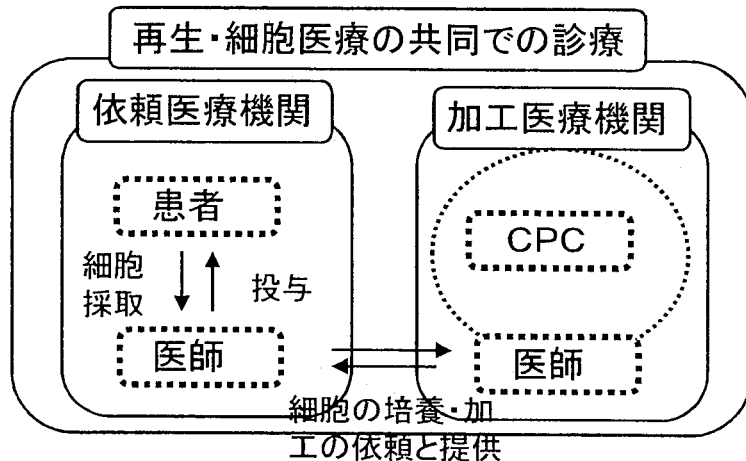 再生・細胞医療の共同での診療
依頼医療機関
加工医療機関
患者
CPC
細胞
採取
投与
医師
医師
細胞の培養・加
工の依頼と提供